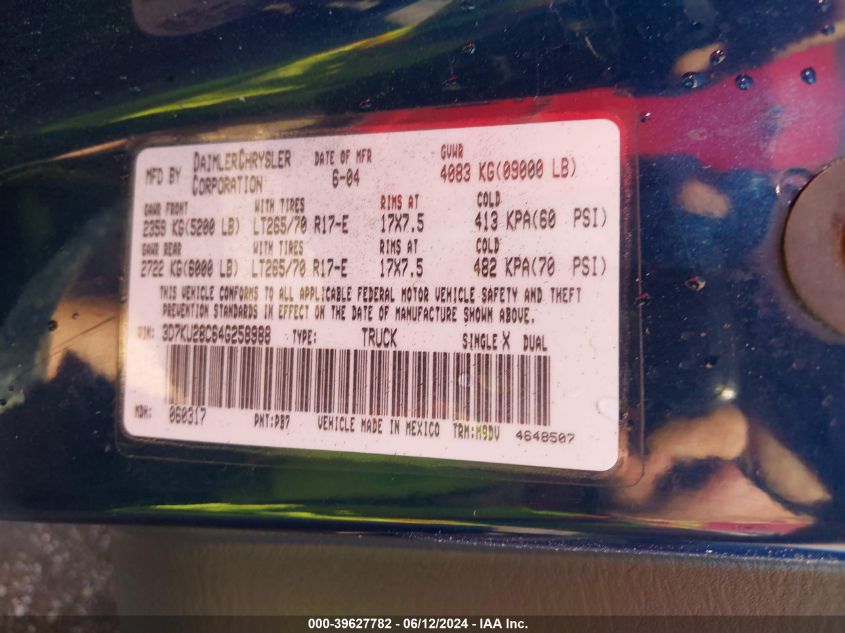 MFD BY DAIMLERCHRYSLER CORPORATION DATE OF MFR 6-04 GVWR 4083 KG(09000 LB)
GAWR FRONT WITH TIRES RIMS AT COLD
2359 KG(5200 LB) LT265/70 R17-E 17X7.5 413 KPA(60 PSI)
GAWR REAR WITH TIRES RIMS AT COLD
2722 KG(6000 LB) LT265/70 R17-E 17X7.5 482 KPA(70 PSI)
THIS VEHICLE CONFORMS TO ALL APPLICABLE FEDERAL MOTOR VEHICLE SAFETY AND THEFT
PREVENTION STANDARDS IN EFFECT ON THE DATE OF MANUFACTURE SHOWN ABOVE.
VIN: 3D7KU28C64G258988 TYPE: TRUCK SINGLE X DUAL
MDH: 060317 PNT:PB7 VEHICLE MADE IN MEXICO TRM:M9DV 4648507
000-39627782 - 06/12/2024 - IAA Inc.